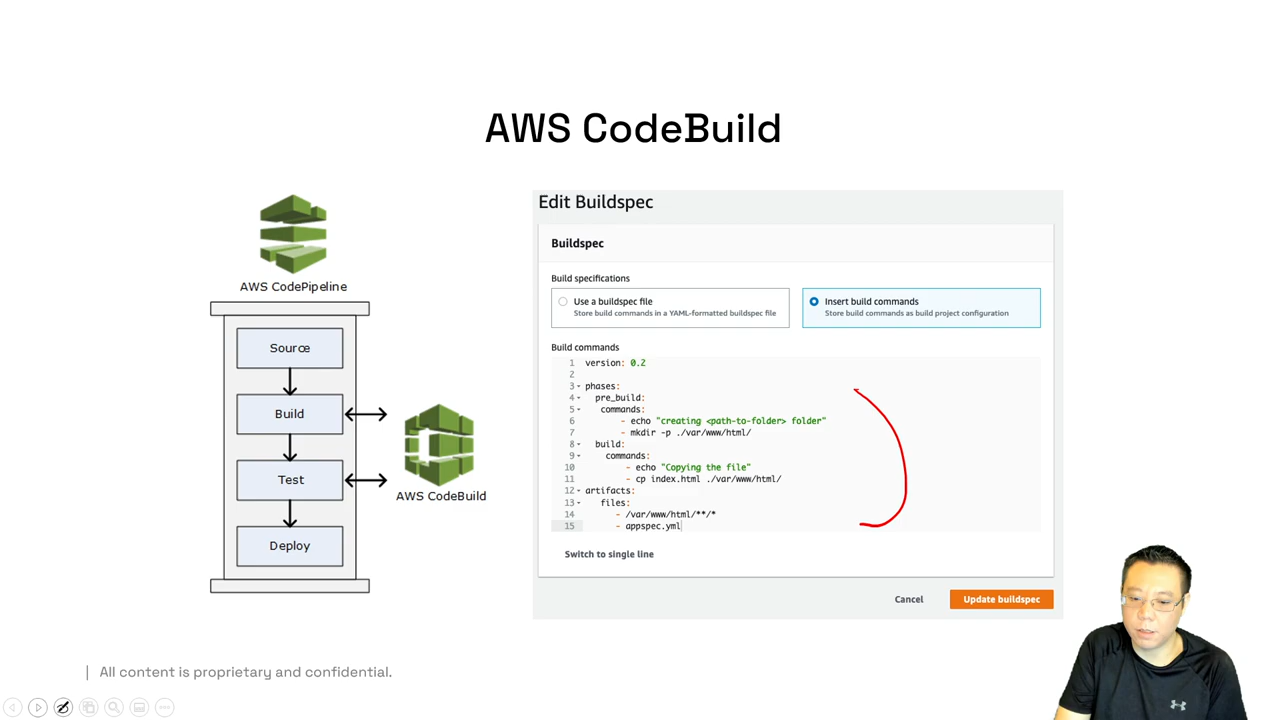 AWS CodeBuild
AWS CodePipeline
Source
Build
Test
Deploy
AWS CodeBuild
Edit Buildspec
Buildspec
Build specifications
Use a buildspec file
Store build commands in a YAML-formatted buildspec file
Insert build commands
Store build commands as build project configuration
Build commands
1 version: 0.2
2
3 phases:
4 pre_build:
5 commands:
6 - echo "creating <path-to-folder> folder"
7 - mkdir -p ./var/www/html/
8 build:
9 commands:
10 - echo "Copying the file"
11 - cp index.html ./var/www/html/
12 artifacts:
13 files:
14 - /var/www/html/**/*
15 - appspec.yml
Switch to single line
Cancel
Update buildspec
| All content is proprietary and confidential.